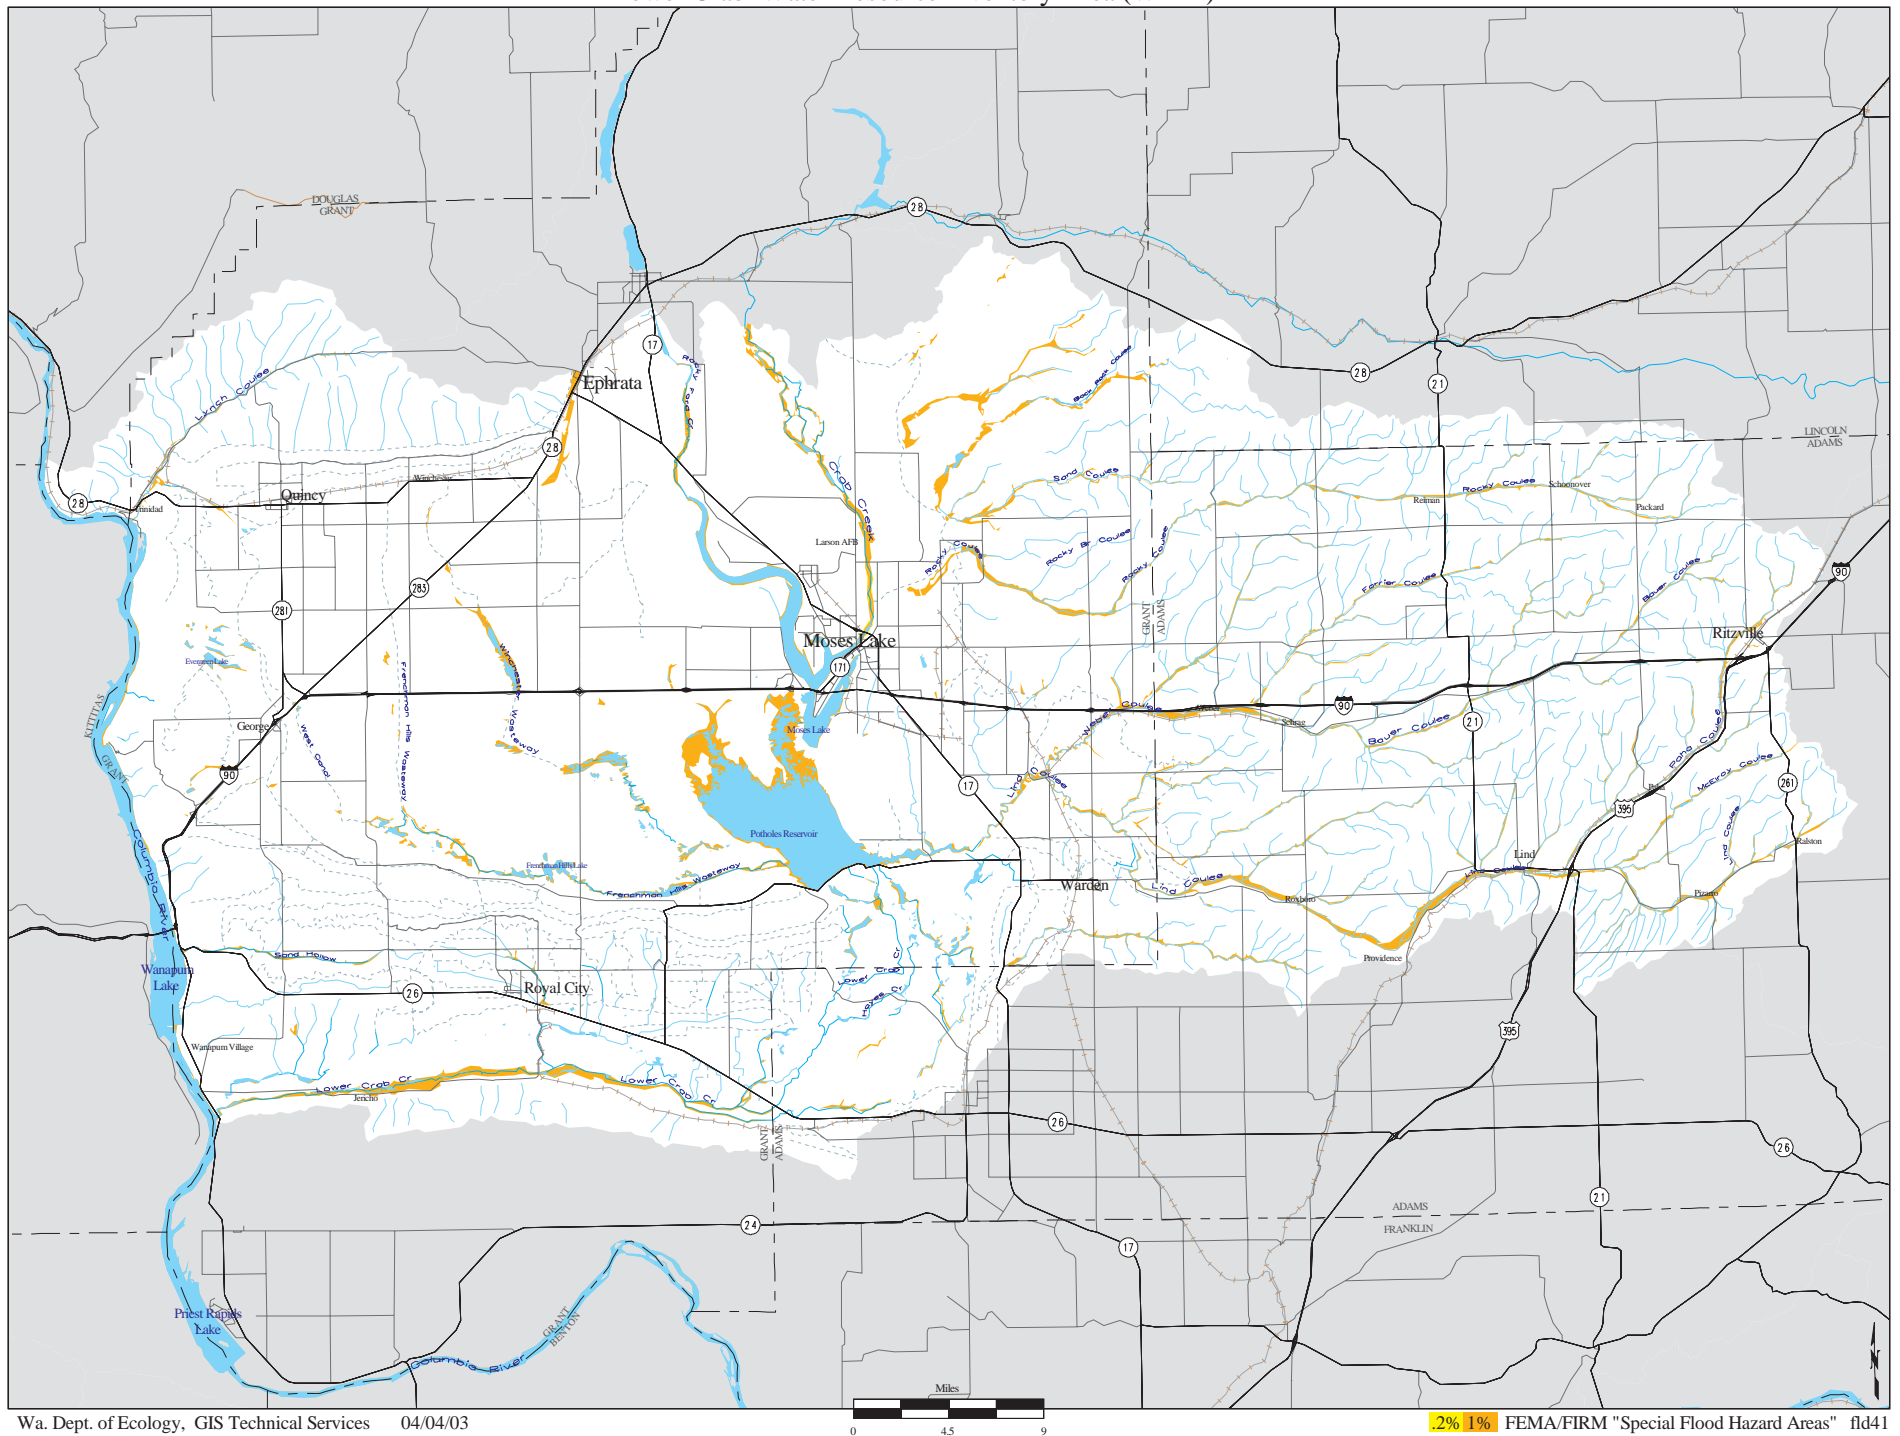 28
DOUGLAS
GRANT
17
Ephrata
Rocky Ford Cr
Lynch Coulee
Black Rock Coulee
28
21
LINCOLN
ADAMS
28
Winchester
Quincy
28
Trinidad
Crab Creek
Sand Coulee
Rocky Coulee
Schoonover
Reiman
Packard
Larson AFB
Rocky Coulee
Rocky Br Coulee
Rocky Coulee
283
281
Farrier Coulee
Bauer Coulee
90
GRANT
ADAMS
Ritzville
Moses Lake
171
Evergreen Lake
Winchester Wasteway
Frenchman Hills Wasteway
KITTITAS
GRANT
George
West Canal
Moses Lake
Weber Coulee
90
Schrag
Bauer Coulee
21
Paha Coulee
McElroy Coulee
90
17
Lind Coulee
395
261
Columbia River
Potholes Reservoir
Frenchman Hills Lake
Frenchman Hills Wasteway
Lind
Lind Coulee
Ralston
Warden
Lind Coulee
Roxboro
Pizarro
Sand Hollow
Providence
Wanapum
Lake
Lower Crab Cr
Hayes Cr
26
Royal City
395
Wanapum Village
Lower Crab Cr
Jericho
Lower Crab Cr
GRANT
ADAMS
26
26
21
ADAMS
FRANKLIN
24
17
Priest Rapids
Lake
GRANT
BENTON
Columbia River
N
Miles
0 4.5 9
Wa. Dept. of Ecology, GIS Technical Services 04/04/03
.2% 1% FEMA/FIRM "Special Flood Hazard Areas" fld41